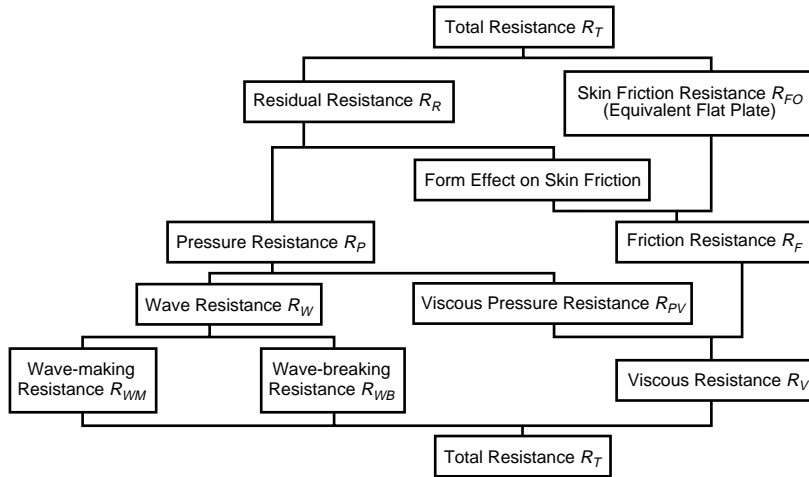 Total Resistance R_T
Residual Resistance R_R
Skin Friction Resistance R_FO
(Equivalent Flat Plate)
Form Effect on Skin Friction
Pressure Resistance R_P
Friction Resistance R_F
Wave Resistance R_W
Viscous Pressure Resistance R_PV
Wave-making
Resistance R_WM
Wave-breaking
Resistance R_WB
Viscous Resistance R_V
Total Resistance R_T